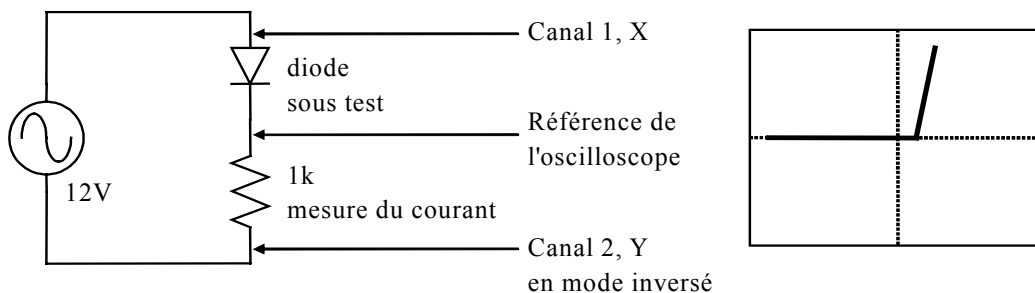 Canal 1, X
diode
sous test
Référence de
l'oscilloscope
12V
1k
mesure du courant
Canal 2, Y
en mode inversé